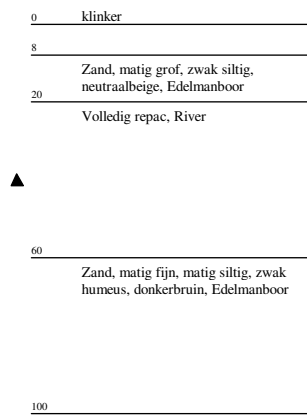 0 klinker
8
Zand, matig grof, zwak siltig,
neutraalbeige, Edelmanboor
20
Volledig repac, River
60
Zand, matig fijn, matig siltig, zwak
humeus, donkerbruin, Edelmanboor
100